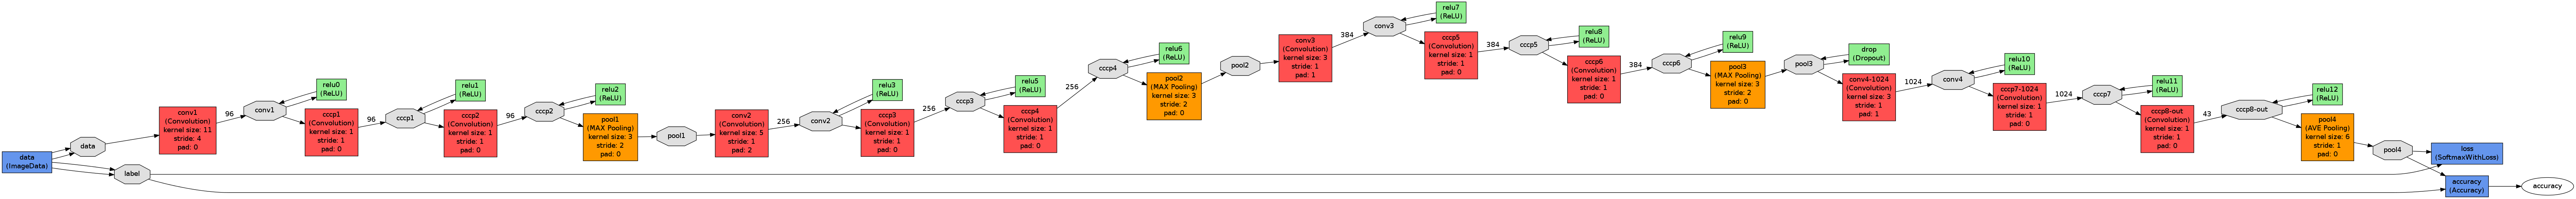 data
(ImageData)
data
label
conv1
(Convolution)
kernel size: 11
stride: 4
pad: 0
96
conv1
relu0
(ReLU)
cccp1
(Convolution)
kernel size: 1
stride: 1
pad: 0
96
cccp1
relu1
(ReLU)
cccp2
(Convolution)
kernel size: 1
stride: 1
pad: 0
96
cccp2
relu2
(ReLU)
pool1
(MAX Pooling)
kernel size: 3
stride: 2
pad: 0
pool1
conv2
(Convolution)
kernel size: 5
stride: 1
pad: 2
256
conv2
relu3
(ReLU)
cccp3
(Convolution)
kernel size: 1
stride: 1
pad: 0
256
cccp3
relu5
(ReLU)
cccp4
(Convolution)
kernel size: 1
stride: 1
pad: 0
256
cccp4
relu6
(ReLU)
pool2
(MAX Pooling)
kernel size: 3
stride: 2
pad: 0
pool2
conv3
(Convolution)
kernel size: 3
stride: 1
pad: 1
384
conv3
relu7
(ReLU)
cccp5
(Convolution)
kernel size: 1
stride: 1
pad: 0
384
cccp5
relu8
(ReLU)
cccp6
(Convolution)
kernel size: 1
stride: 1
pad: 0
384
cccp6
relu9
(ReLU)
pool3
(MAX Pooling)
kernel size: 3
stride: 2
pad: 0
pool3
drop
(Dropout)
conv4-1024
(Convolution)
kernel size: 3
stride: 1
pad: 1
1024
conv4
relu10
(ReLU)
cccp7-1024
(Convolution)
kernel size: 1
stride: 1
pad: 0
1024
cccp7
relu11
(ReLU)
cccp8-out
(Convolution)
kernel size: 1
stride: 1
pad: 0
43
cccp8-out
relu12
(ReLU)
pool4
(AVE Pooling)
kernel size: 6
stride: 1
pad: 0
pool4
loss
(SoftmaxWithLoss)
accuracy
(Accuracy)
accuracy